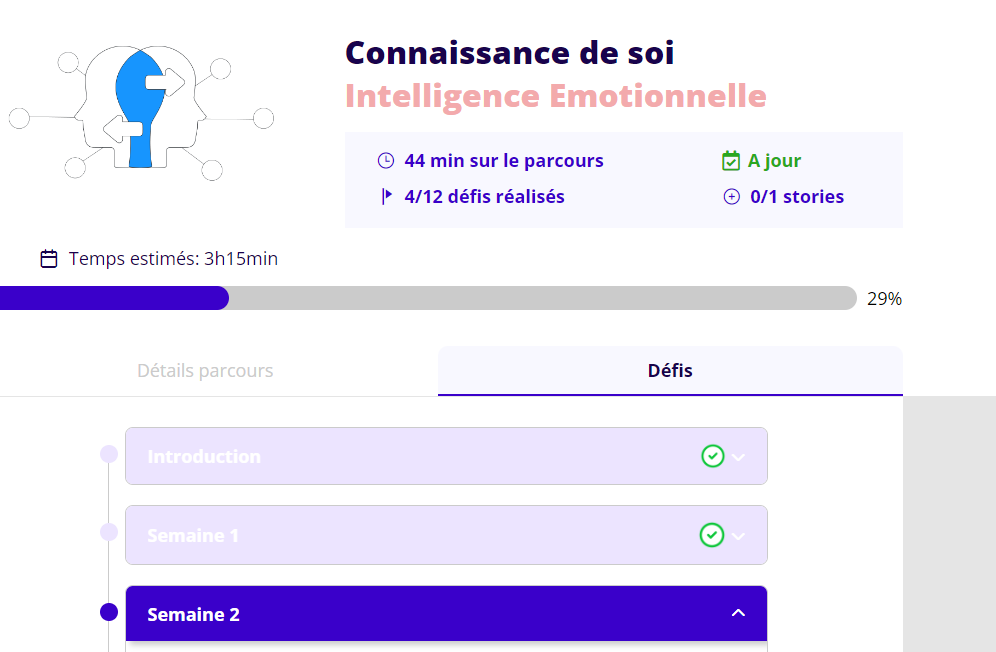 Connaissance de soi
Intelligence Emotionnelle
44 min sur le parcours
A jour
4/12 défis réalisés
0/1 stories
Temps estimés: 3h15min
29%
Détails parcours
Défis
Introduction
Semaine 1
Semaine 2